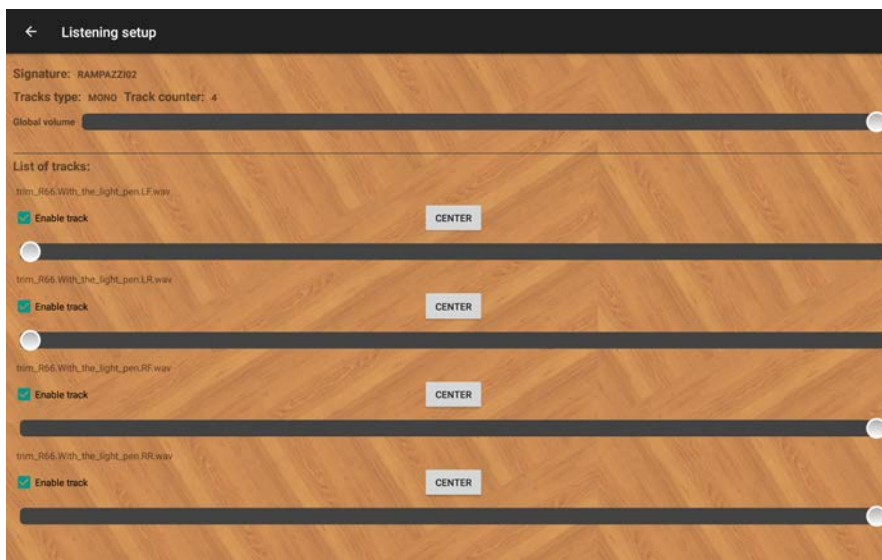 Listening setup
Signature: RAMPAZZI02
Tracks type: MONO Track counter: 4
Global volume
List of tracks:
trim_R66.With_the_light_pen.LF.wav
Enable track CENTER
trim_R66.With_the_light_pen.LR.wav
Enable track CENTER
trim_R66.With_the_light_pen.RF.wav
Enable track CENTER
trim_R66.With_the_light_pen.RR.wav
Enable track CENTER